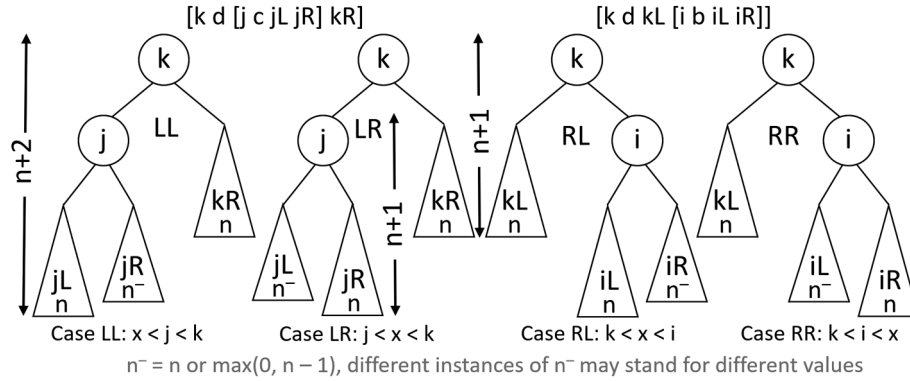 [k d [j c jL jR] kR]
[k d kL [i b iL iR]]
k
k
k
k
j
LL
j
LR
RL
i
RR
i
n+2
n+1
n+1
kR
n
kR
n
kL
n
kL
n
jL
n
jR
n⁻
jL
n⁻
jR
n
iL
n
iR
n⁻
iL
n⁻
iR
n
Case LL: x < j < k
Case LR: j < x < k
Case RL: k < x < i
Case RR: k < i < x
n⁻ = n or max(0, n – 1), different instances of n⁻ may stand for different values